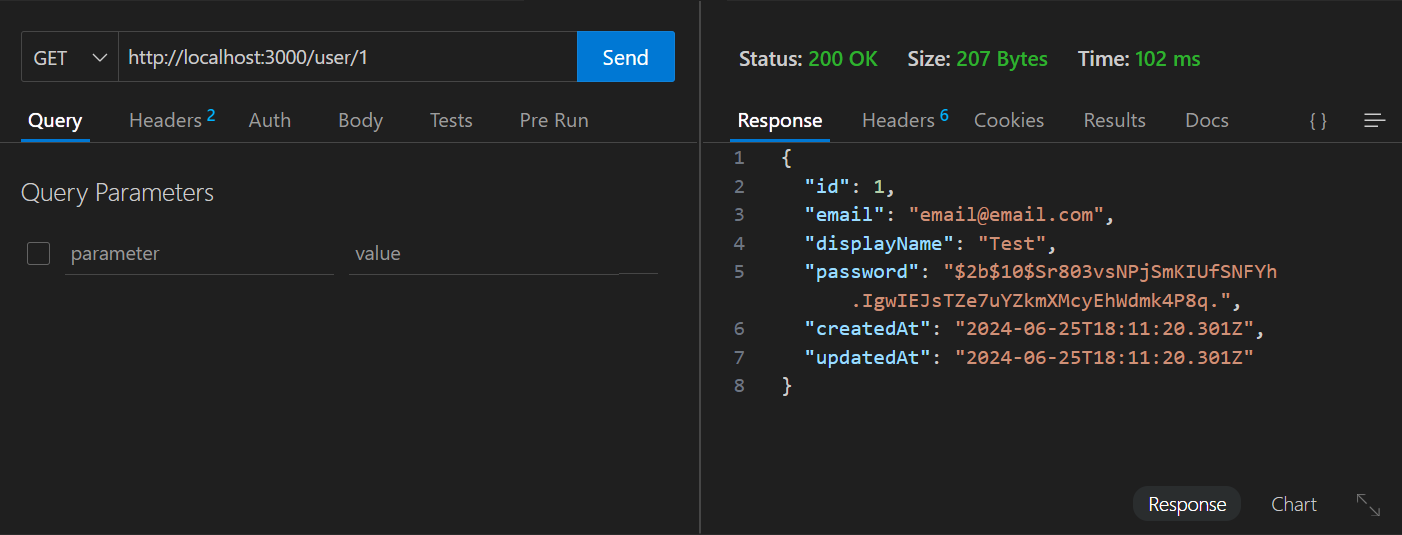 GET http://localhost:3000/user/1 Send
Query Headers 2 Auth Body Tests Pre Run
Query Parameters
parameter value
Status: 200 OK Size: 207 Bytes Time: 102 ms
Response Headers 6 Cookies Results Docs { }
1 {
2 "id": 1,
3 "email": "email@email.com",
4 "displayName": "Test",
5 "password": "$2b$10$Sr803vsNPjSmKIUfSNFYh
.IgwIEJsTZe7uYZkmXMcyEhWdmk4P8q.",
6 "createdAt": "2024-06-25T18:11:20.301Z",
7 "updatedAt": "2024-06-25T18:11:20.301Z"
8 }
Response Chart